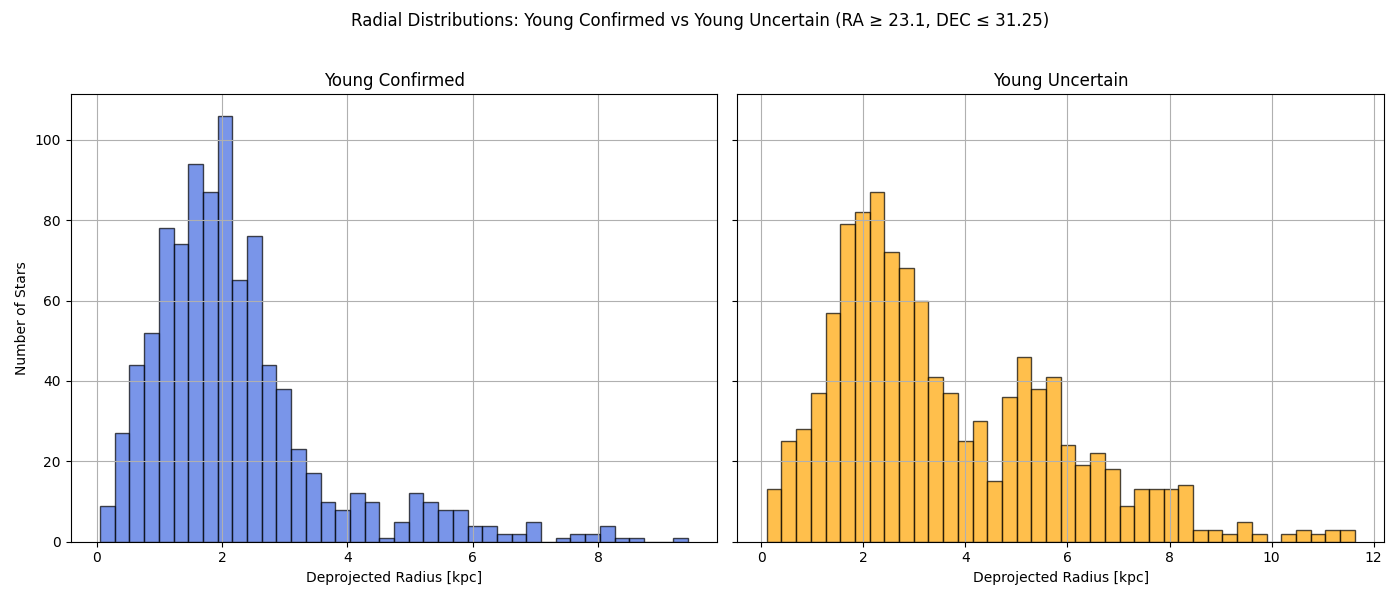 Radial Distributions: Young Confirmed vs Young Uncertain (RA ≥ 23.1, DEC ≤ 31.25)
Young Confirmed
Young Uncertain
100
80
60
40
20
0
Number of Stars
0 2 4 6 8
0 2 4 6 8 10 12
Deprojected Radius [kpc]
Deprojected Radius [kpc]